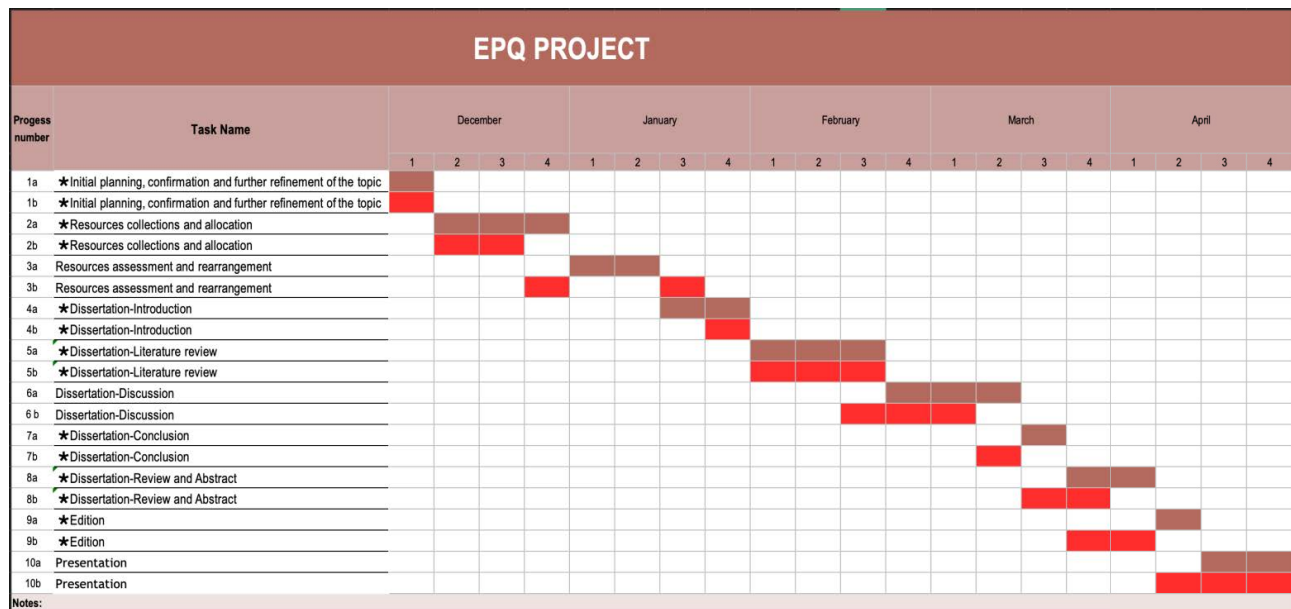 EPQ PROJECT
Progess number Task Name December January February March April
1 2 3 4 1 2 3 4 1 2 3 4 1 2 3 4 1 2 3 4
1a ★Initial planning, confirmation and further refinement of the topic
1b ★Initial planning, confirmation and further refinement of the topic
2a ★Resources collections and allocation
2b ★Resources collections and allocation
3a Resources assessment and rearrangement
3b Resources assessment and rearrangement
4a ★Dissertation-Introduction
4b ★Dissertation-Introduction
5a ★Dissertation-Literature review
5b ★Dissertation-Literature review
6a Dissertation-Discussion
6 b Dissertation-Discussion
7a ★Dissertation-Conclusion
7b ★Dissertation-Conclusion
8a ★Dissertation-Review and Abstract
8b ★Dissertation-Review and Abstract
9a ★Edition
9b ★Edition
10a Presentation
10b Presentation
Notes: